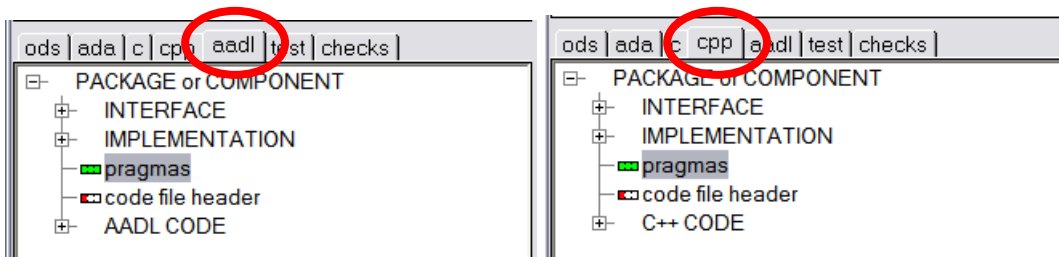 ods ada c cpp aadl test checks
PACKAGE or COMPONENT
INTERFACE
IMPLEMENTATION
pragmas
code file header
AADL CODE
ods ada c cpp aadl test checks
PACKAGE or COMPONENT
INTERFACE
IMPLEMENTATION
pragmas
code file header
C++ CODE